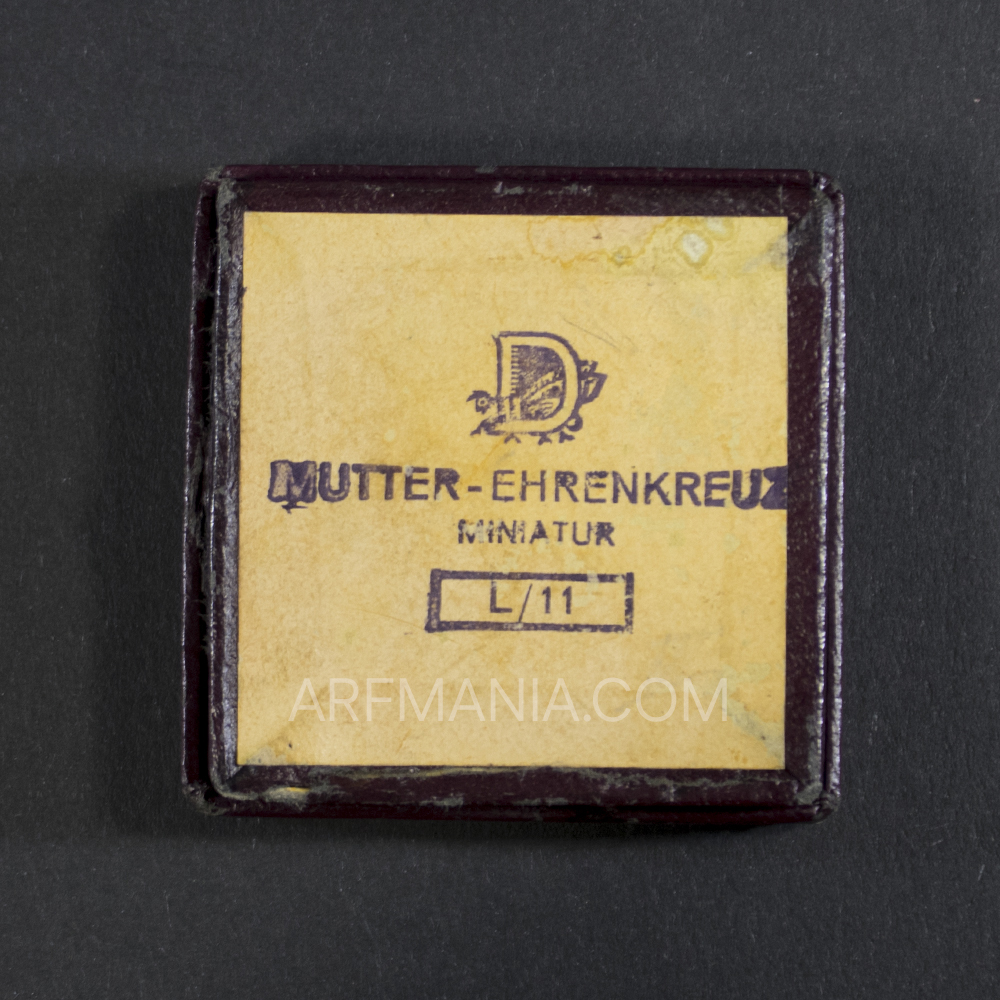 D
MUTTER-EHRENKREUZ
MINIATUR
L/11
ARFMANIA.COM